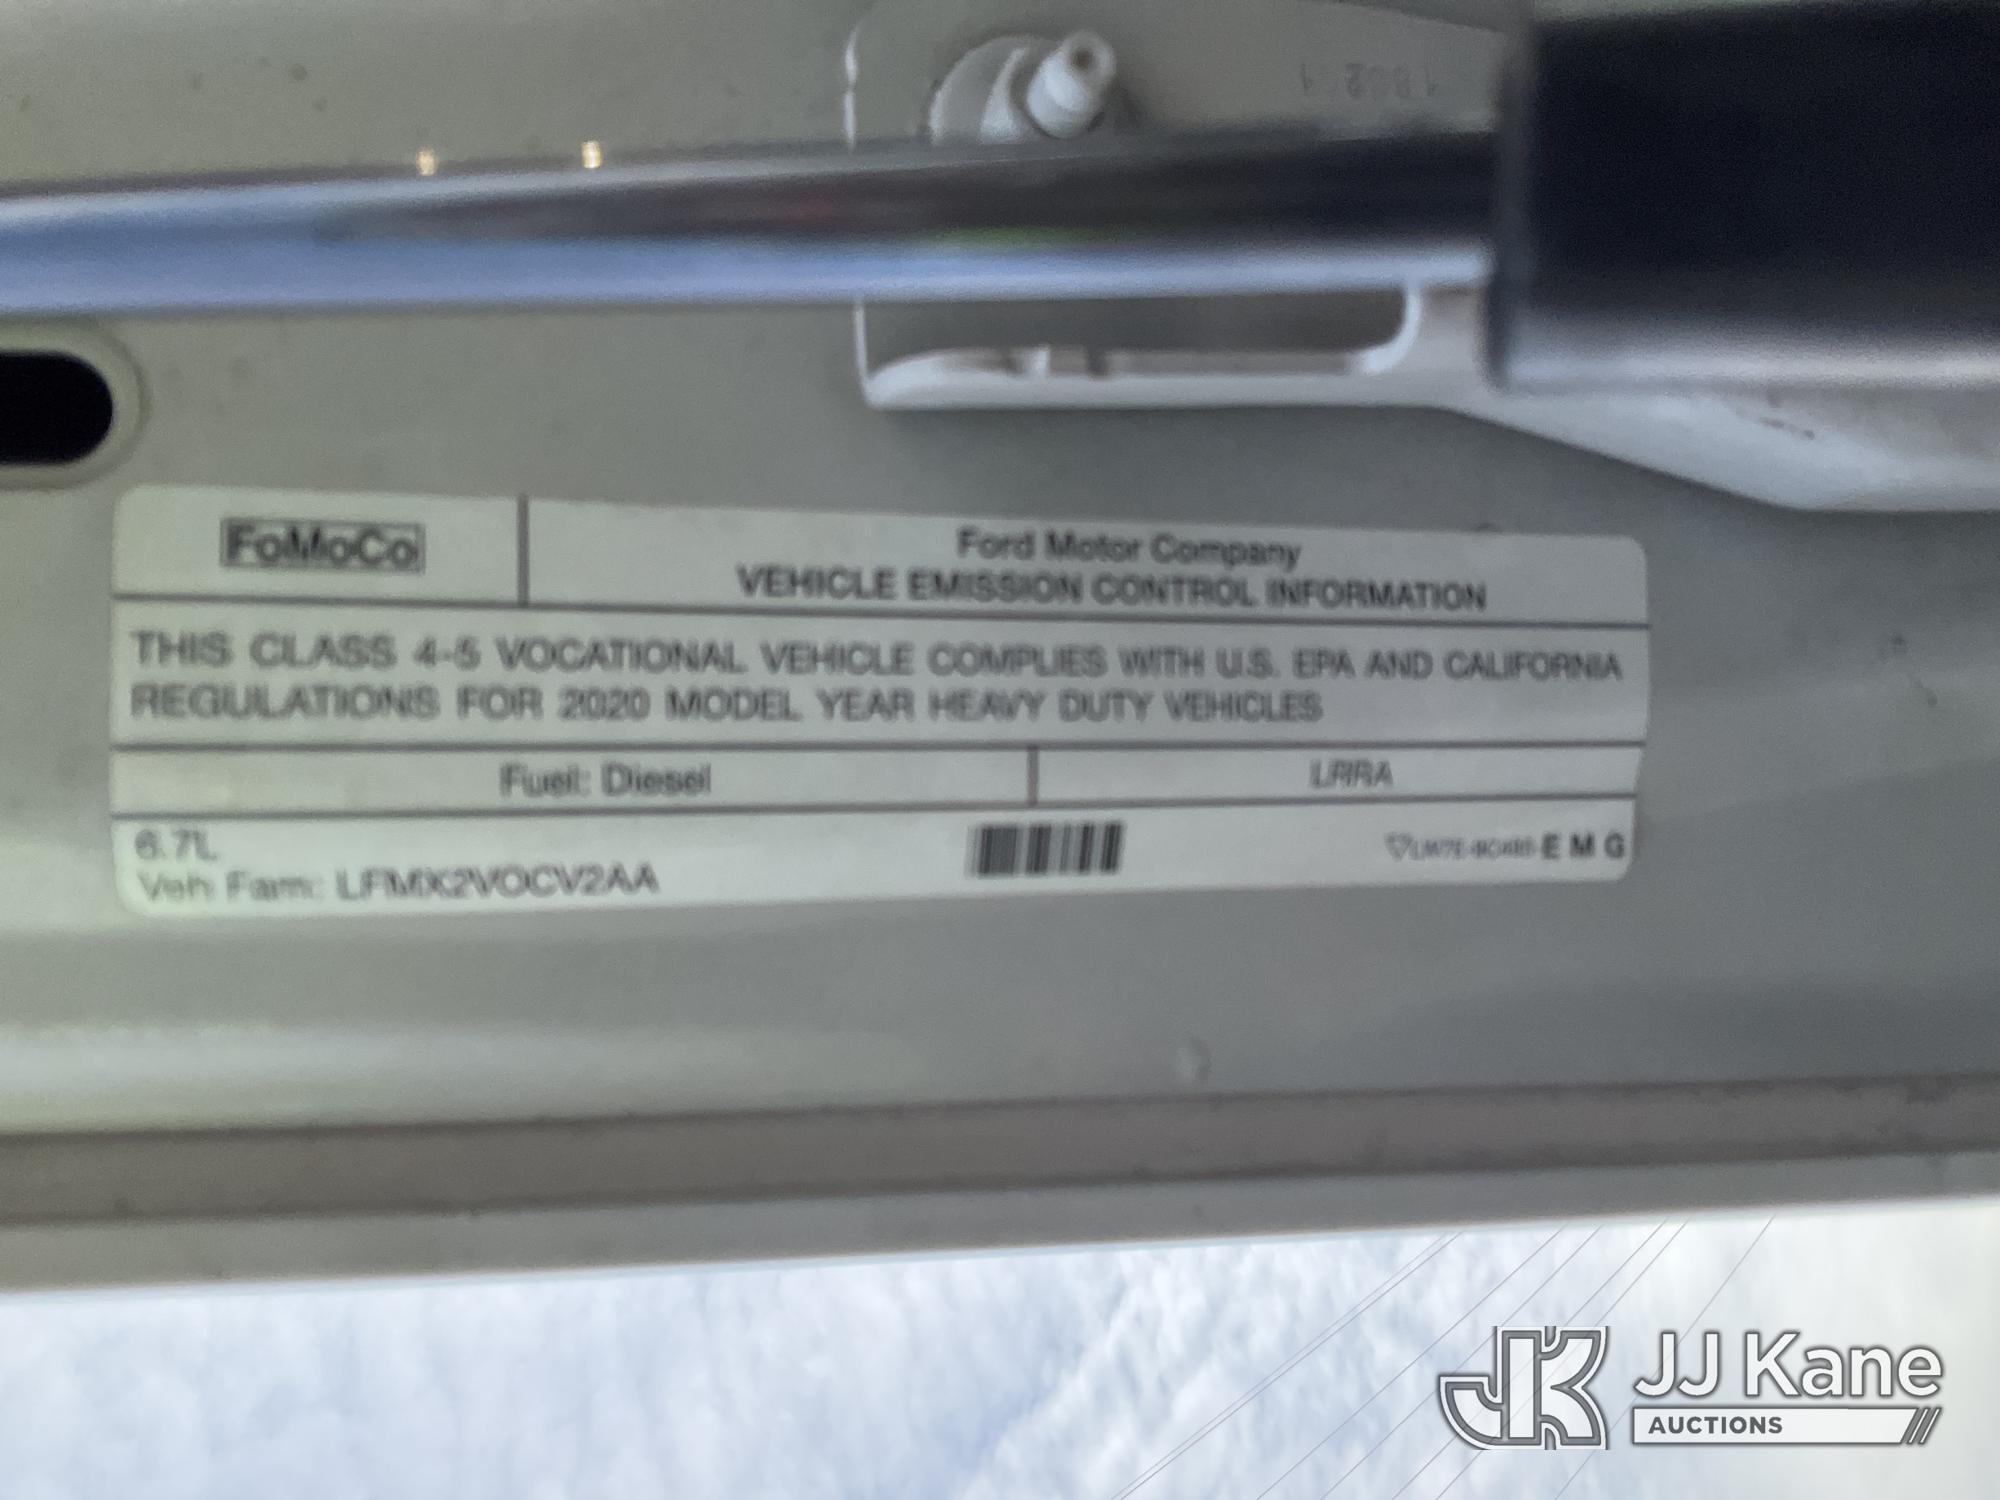 FoMoCo
Ford Motor Company
VEHICLE EMISSION CONTROL INFORMATION
THIS CLASS 4-5 VOCATIONAL VEHICLE COMPLIES WITH U.S. EPA AND CALIFORNIA
REGULATIONS FOR 2020 MODEL YEAR HEAVY DUTY VEHICLES
Fuel: Diesel
LRRA
6.7L
Veh Fam: LFMX2VOCV2AA
E M G
JJ Kane
AUCTIONS